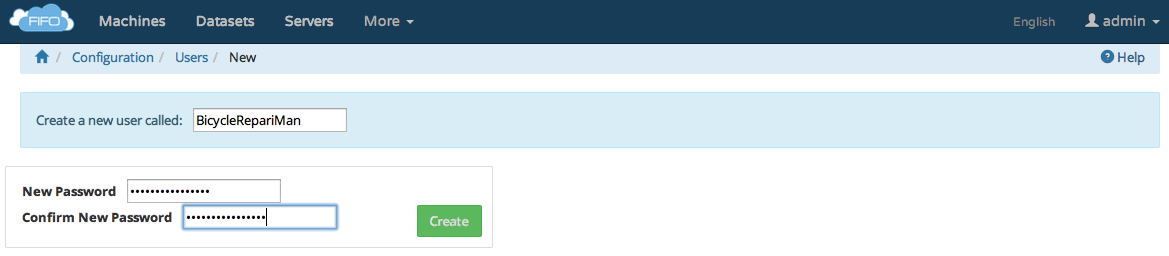 FIFO Machines Datasets Servers More English admin
/ Configuration / Users / New Help
Create a new user called: BicycleRepariMan
New Password ••••••••••••••••
Confirm New Password ••••••••••••••••
Create